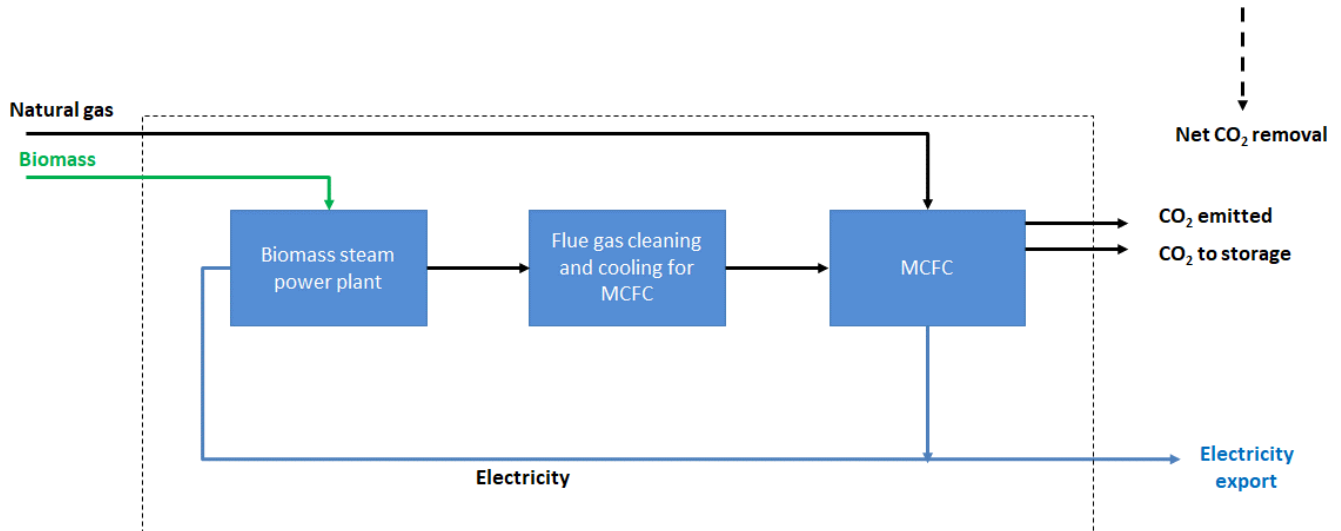 Natural gas
Biomass
Net CO₂ removal
Biomass steam
power plant
Flue gas cleaning
and cooling for
MCFC
MCFC
CO₂ emitted
CO₂ to storage
Electricity
Electricity
export